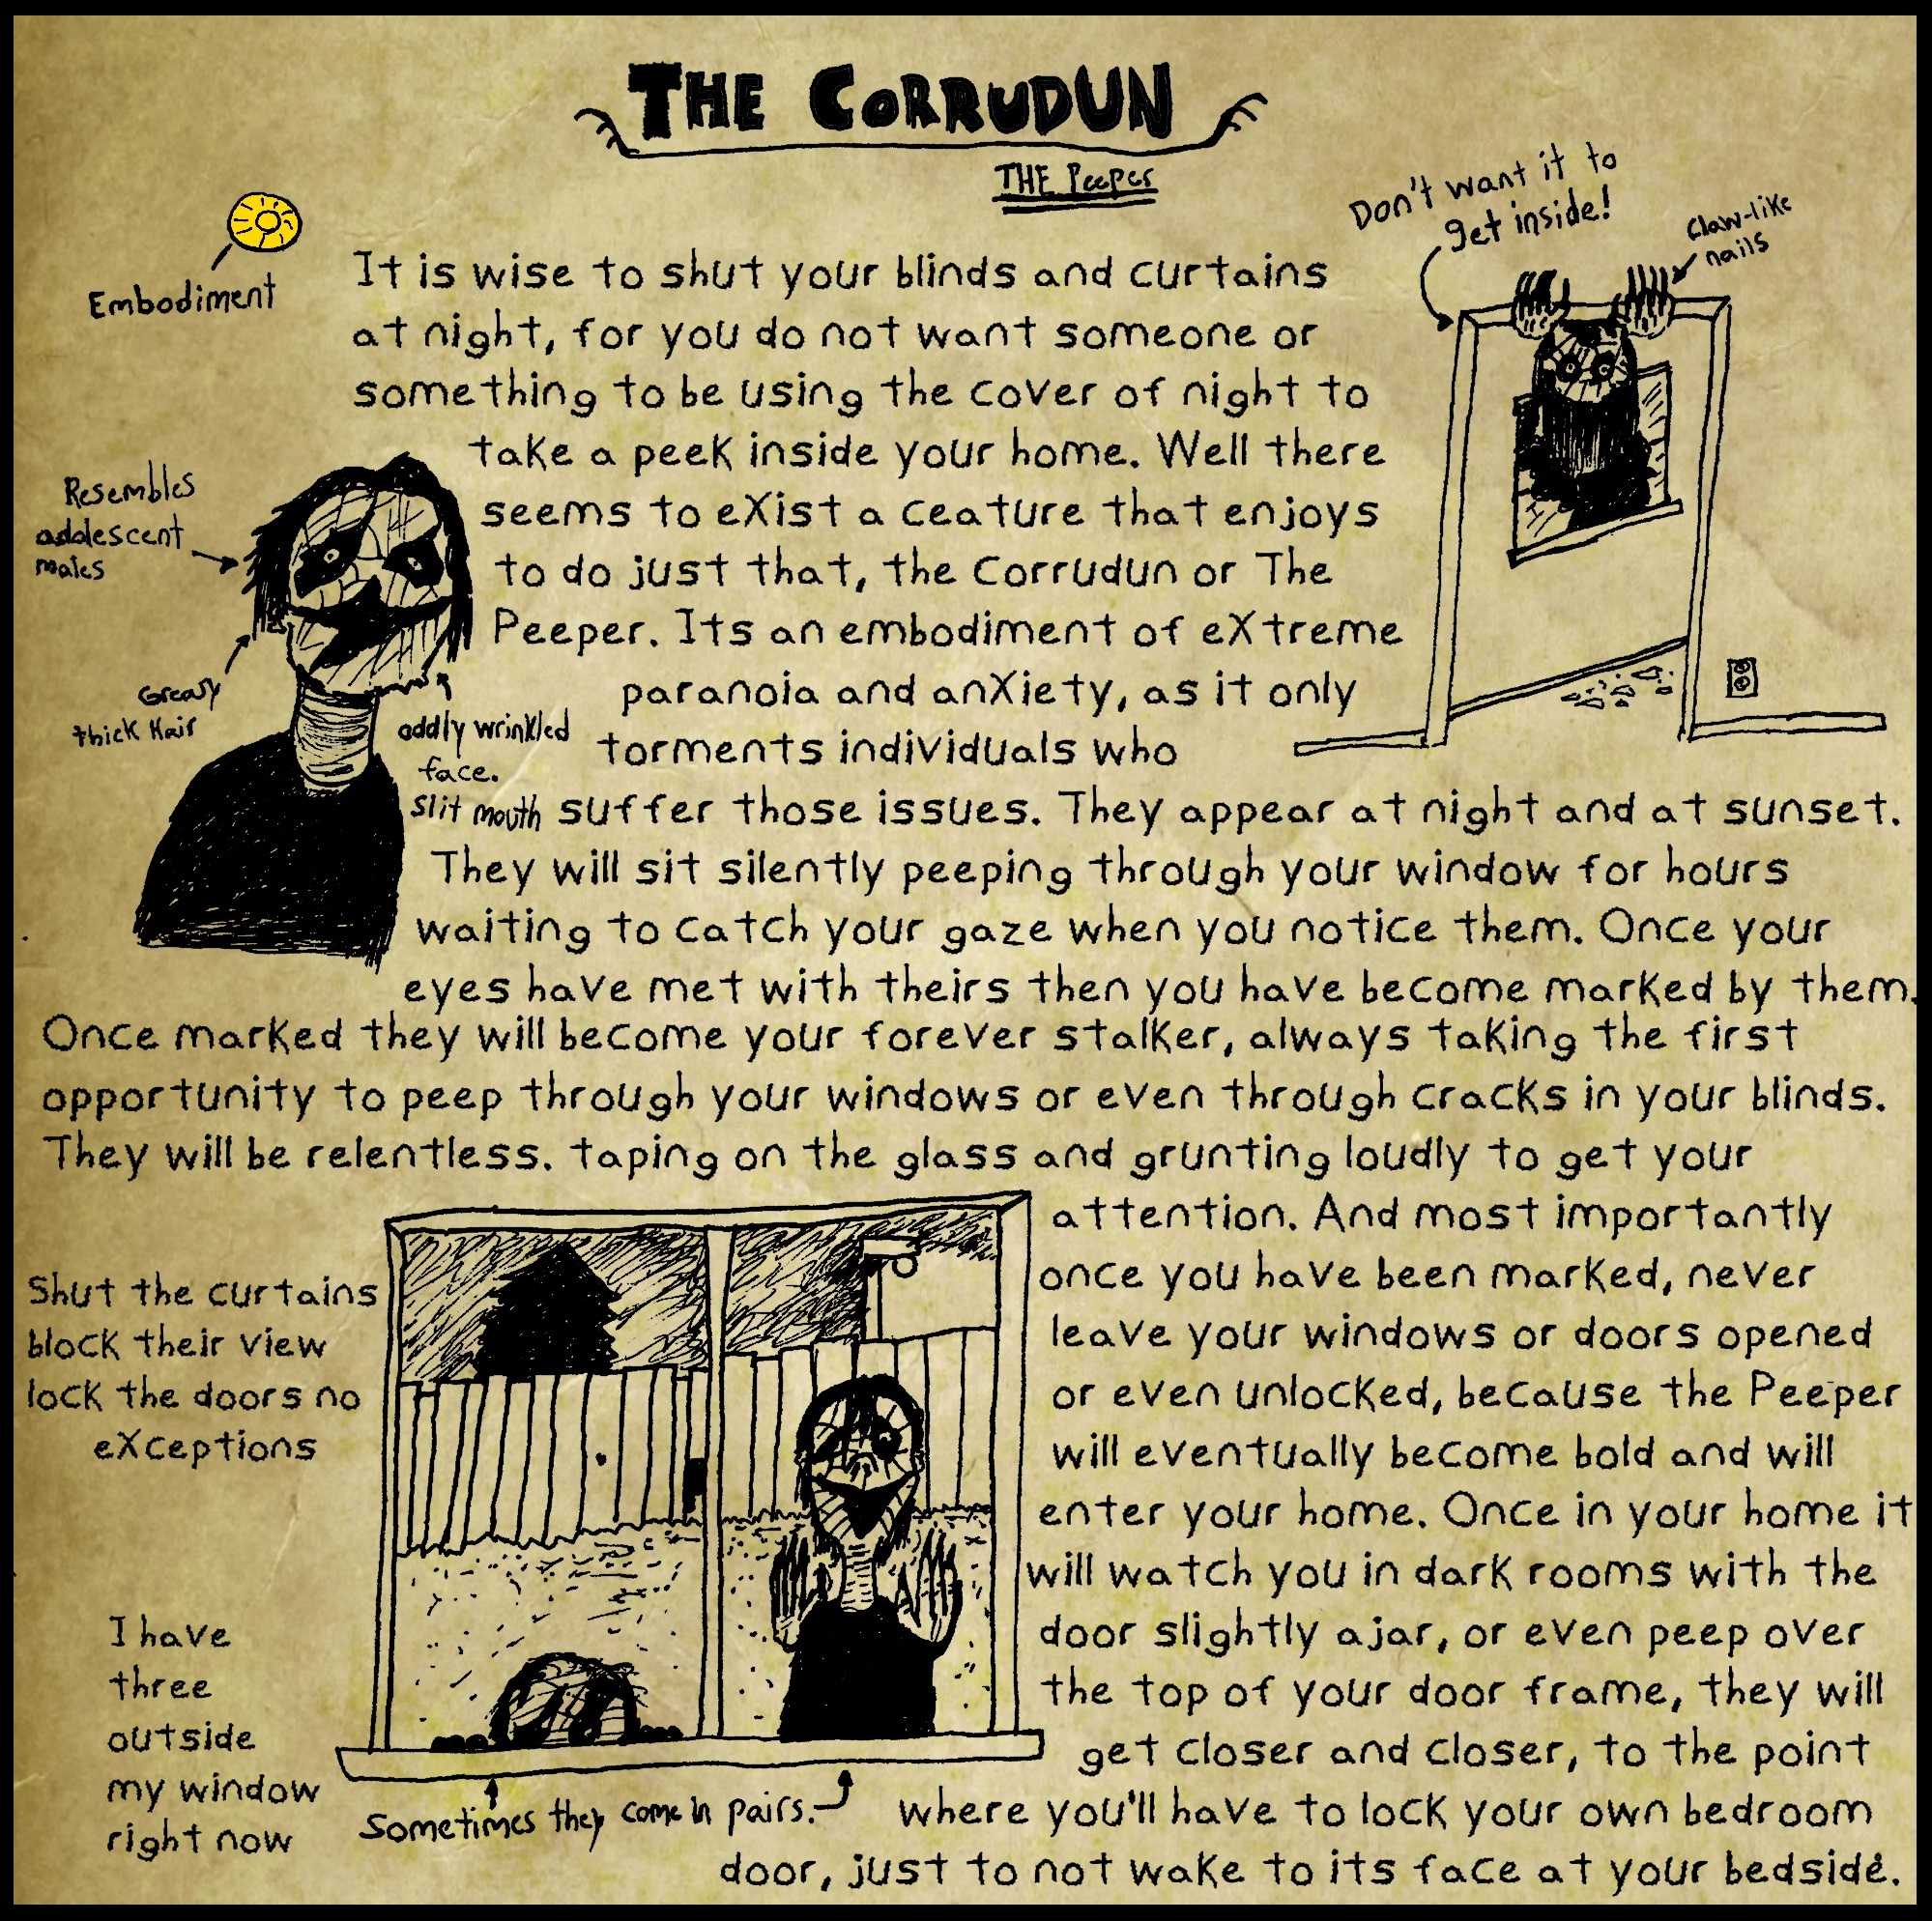 THE CORRUDUN
THE Peeper
Embodiment
Don't want it to
get inside!
Claw-like
nails
It is wise to shut your blinds and curtains
at night, for you do not want someone or
something to be using the cover of night to
take a peek inside your home. Well there
seems to exist a ceature that enjoys
to do just that, the Corrudun or The
Peeper. Its an embodiment of extreme
paranoia and anxiety, as it only
torments individuals who
suffer those issues. They appear at night and at sunset.
They will sit silently peeping through your window for hours
waiting to catch your gaze when you notice them. Once your
eyes have met with theirs then you have become marked by them.
Once marked they will become your forever stalker, always taking the first
opportunity to peep through your windows or even through cracks in your blinds.
They will be relentless. taping on the glass and grunting loudly to get your
attention. And most importantly
once you have been marked, never
leave your windows or doors opened
or even unlocked, because the Peeper
will eventually become bold and will
enter your home. Once in your home it
will watch you in dark rooms with the
door slightly ajar, or even peep over
the top of your door frame, they will
get closer and closer, to the point
where you'll have to lock your own bedroom
door, just to not wake to its face at your bedside.
Resembles
adolescent
males
Greasy
thick Hair
oddly wrinkled
face.
slit mouth
Shut the curtains
block their view
lock the doors no
exceptions
I have
three
outside
my window
right now
Sometimes they come in pairs.